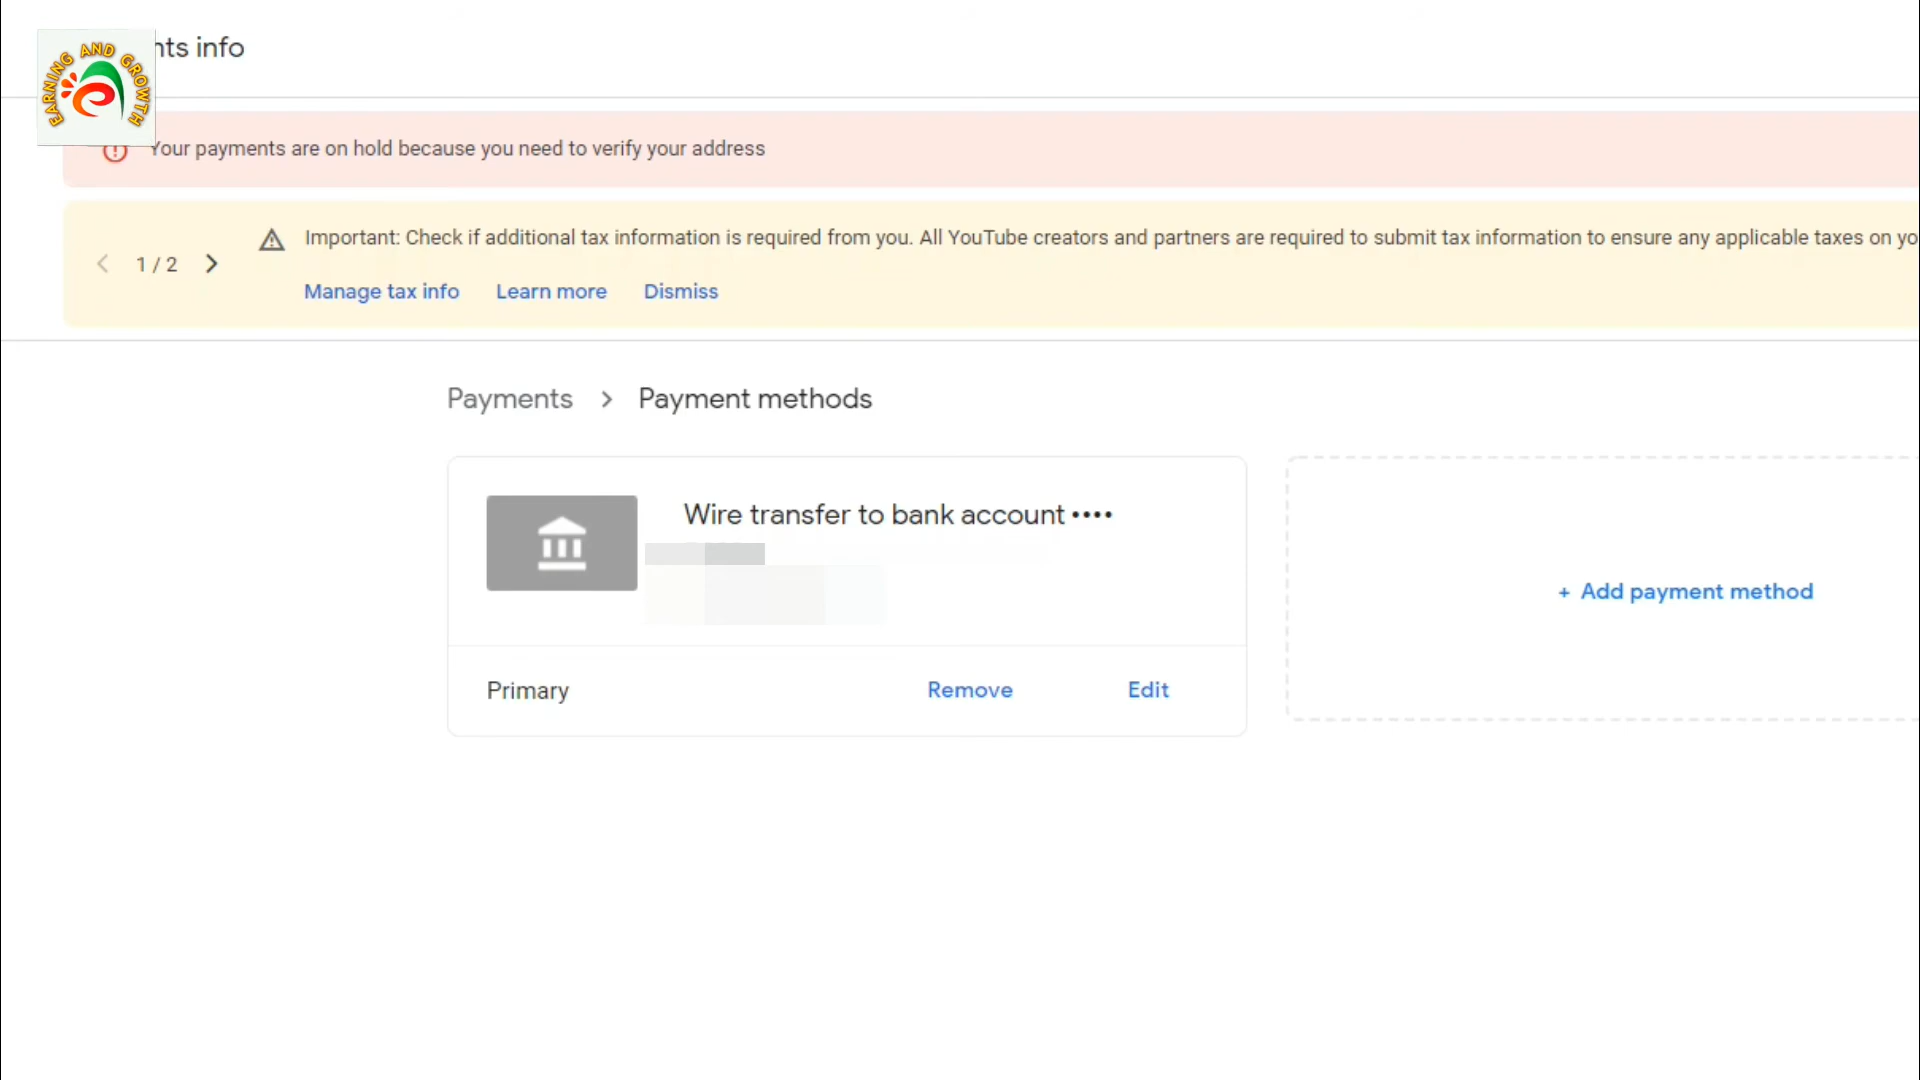 nts info
EARNING AND GROWTH
Your payments are on hold because you need to verify your address
Important: Check if additional tax information is required from you. All YouTube creators and partners are required to submit tax information to ensure any applicable taxes on yo
1 / 2
Manage tax info Learn more Dismiss
Payments > Payment methods
Wire transfer to bank account ••••
+ Add payment method
Primary Remove Edit